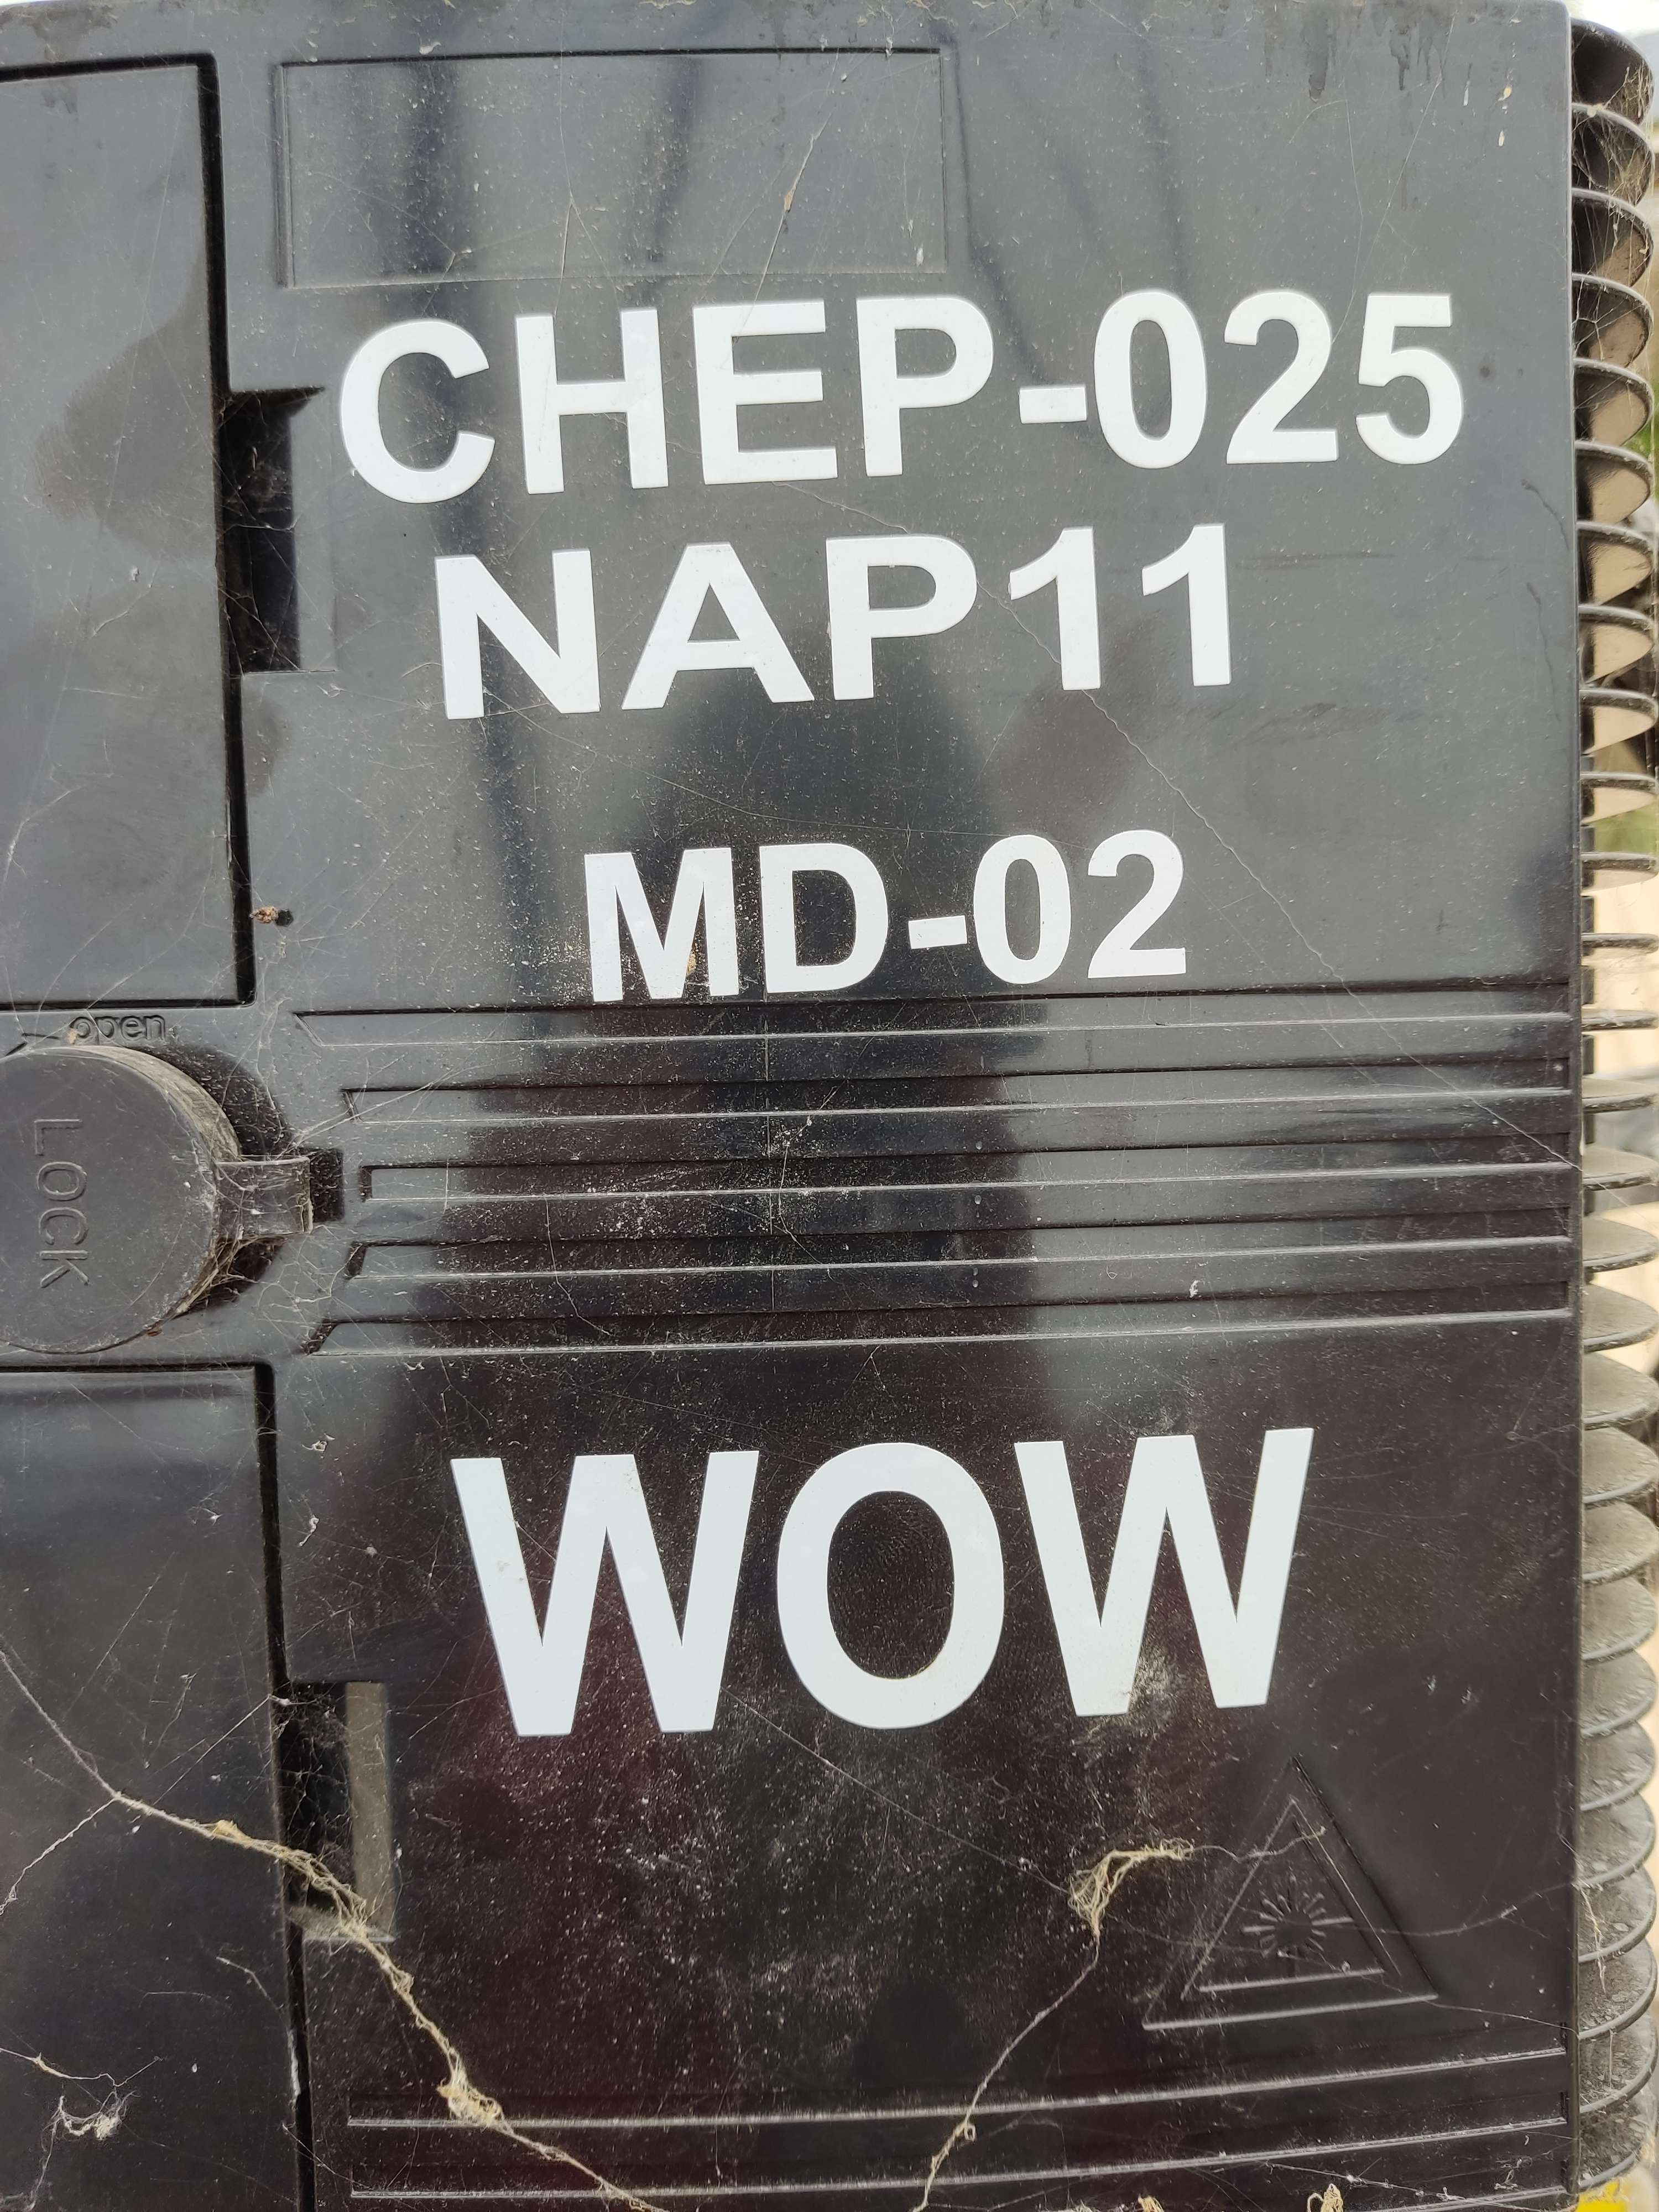 CHEP-025
NAP11
MD-02
open
LOCK
WOW